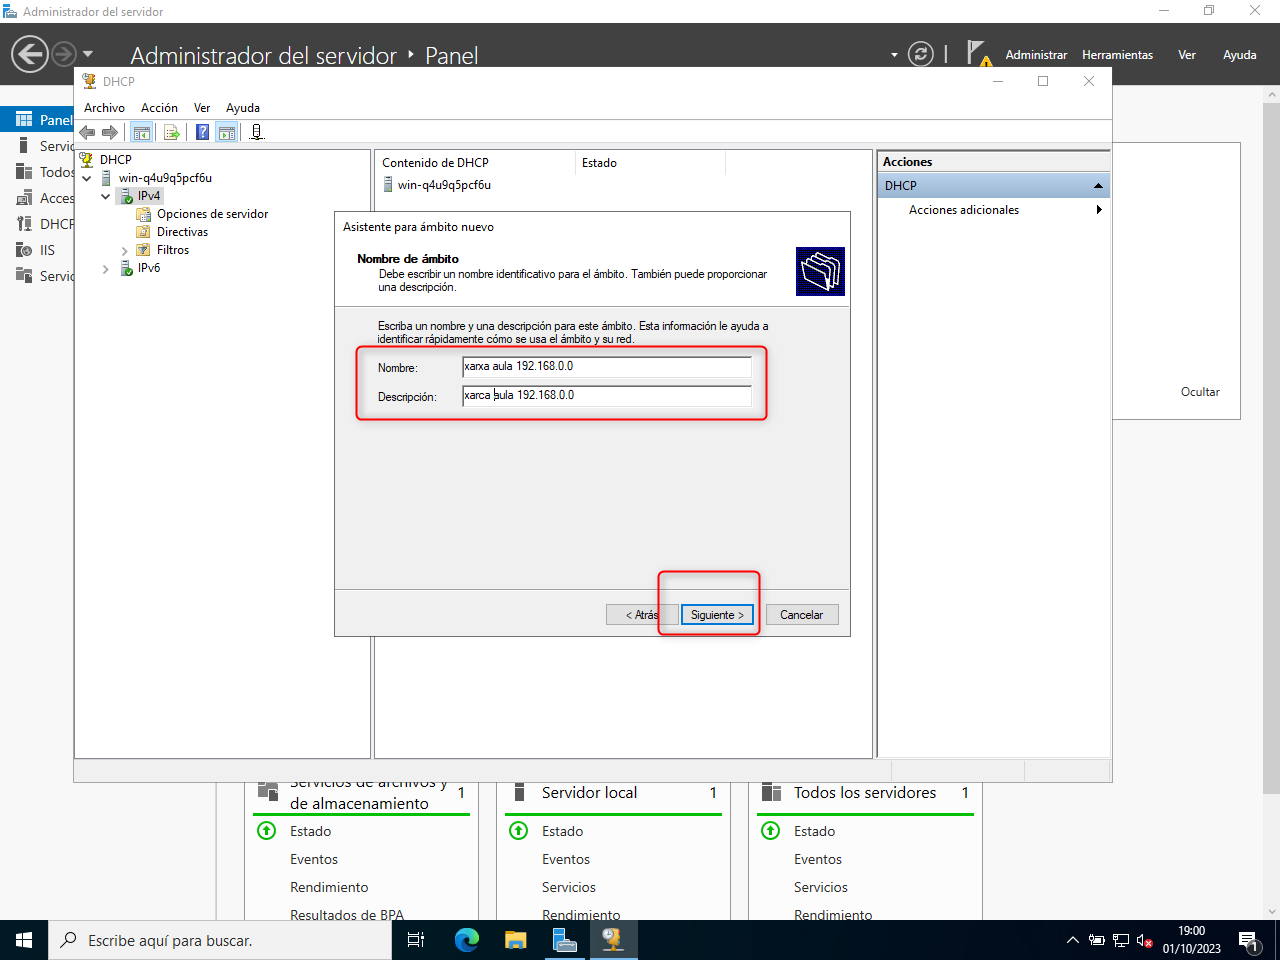 Administrador del servidor
Administrador del servidor ‣ Panel
Administrar Herramientas Ver Ayuda
DHCP
Archivo Acción Ver Ayuda
Panel
Servic
Todos
Acces
DHCP
IIS
Servic
DHCP
win-q4u9q5pcf6u
IPv4
Opciones de servidor
Directivas
Filtros
IPv6
Contenido de DHCP Estado
win-q4u9q5pcf6u
Acciones
DHCP
Acciones adicionales
Asistente para ámbito nuevo
Nombre de ámbito
Debe escribir un nombre identificativo para el ámbito. También puede proporcionar
una descripción.
Escriba un nombre y una descripción para este ámbito. Esta información le ayuda a
identificar rápidamente cómo se usa el ámbito y su red.
Nombre: xarxa aula 192.168.0.0
Descripción: xarca aula 192.168.0.0
< Atrás Siguiente > Cancelar
Ocultar
Servicios de archivos y
de almacenamiento 1
Estado
Eventos
Rendimiento
Resultados de BPA
Servidor local 1
Estado
Eventos
Servicios
Rendimiento
Todos los servidores 1
Estado
Eventos
Servicios
Rendimiento
Escribe aquí para buscar.
19:00
01/10/2023
1